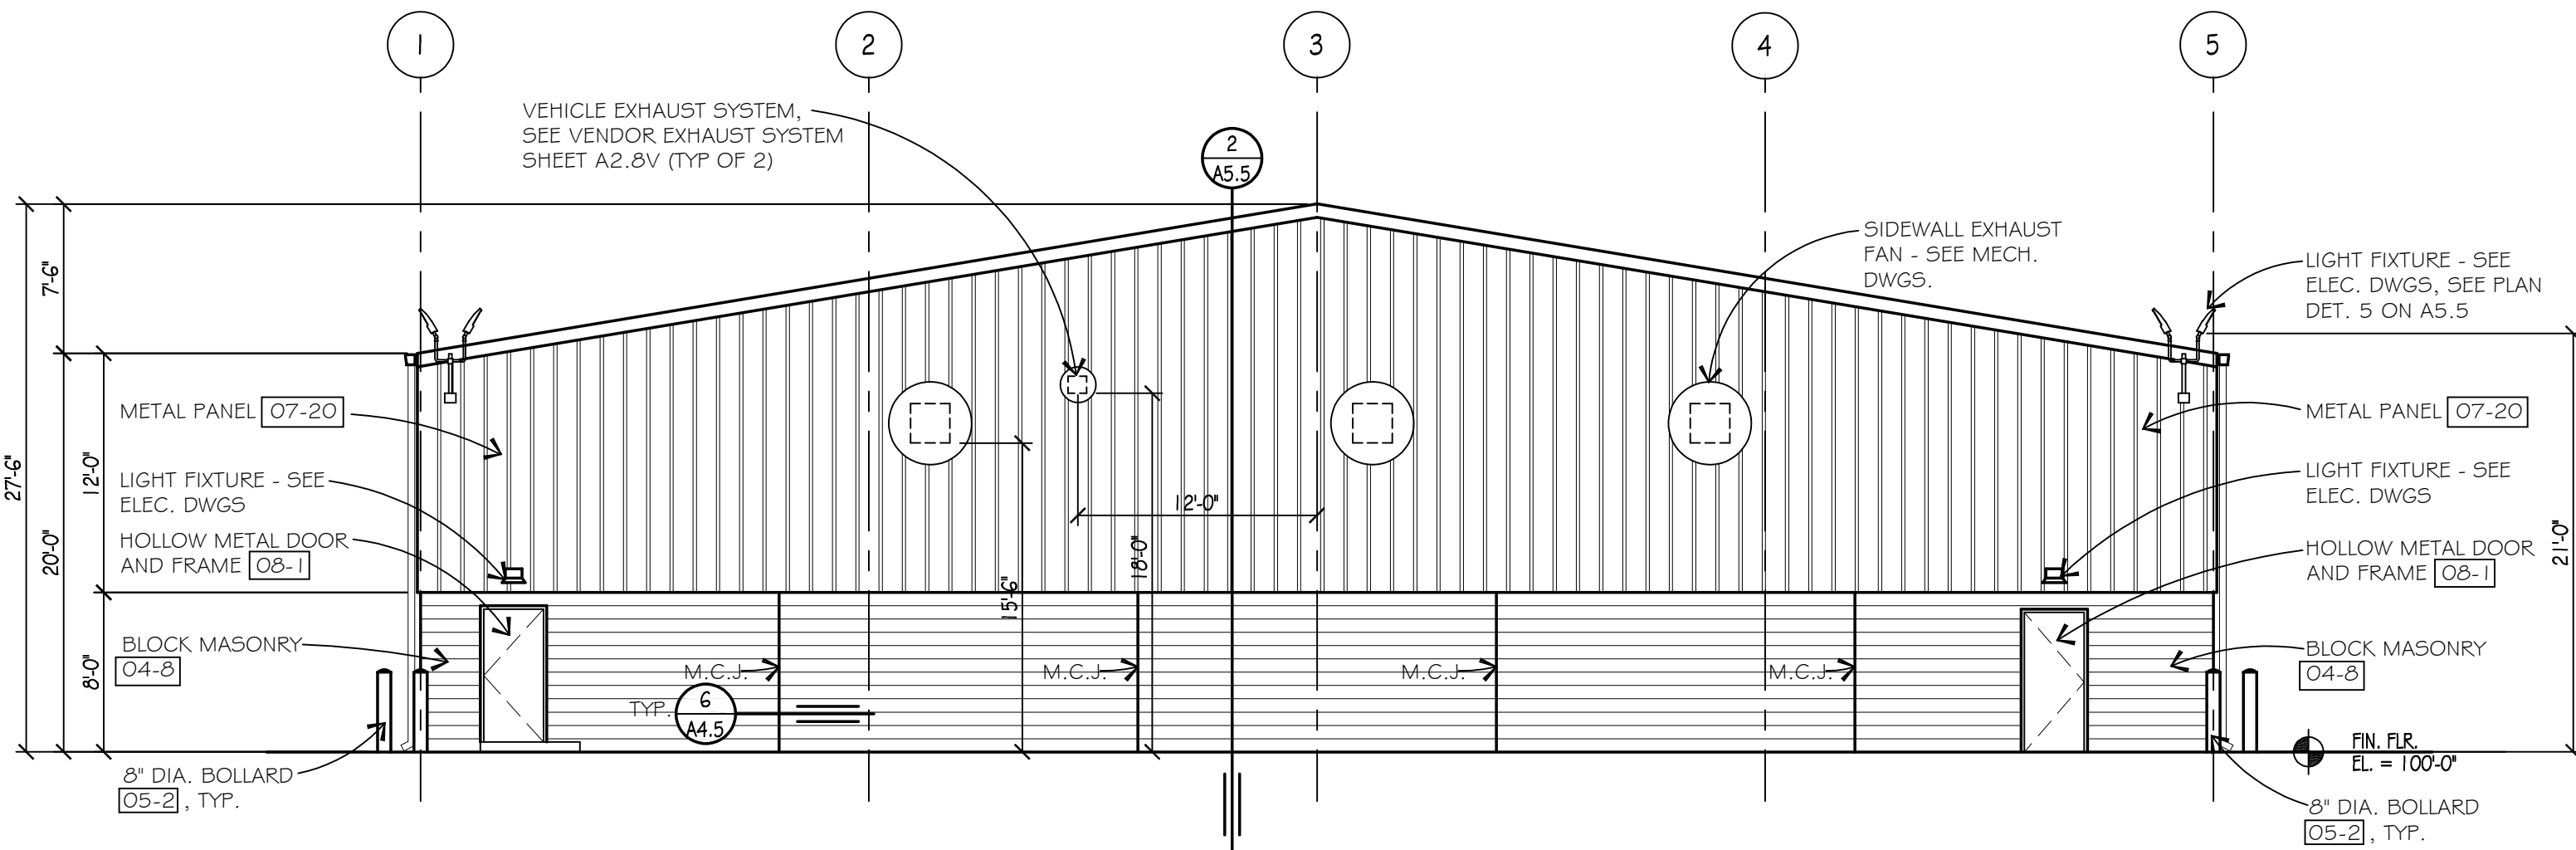 1
2
3
4
5
VEHICLE EXHAUST SYSTEM,
SEE VENDOR EXHAUST SYSTEM
SHEET A2.8V (TYP OF 2)
2
A5.5
SIDEWALL EXHAUST
FAN - SEE MECH.
DWGS.
LIGHT FIXTURE - SEE
ELEC. DWGS, SEE PLAN
DET. 5 ON A5.5
27'-6"
7'-6"
20'-0"
12'-0"
8'-0"
METAL PANEL 07-20
LIGHT FIXTURE - SEE
ELEC. DWGS
HOLLOW METAL DOOR
AND FRAME 08-1
BLOCK MASONRY
04-8
8" DIA. BOLLARD
05-2 , TYP.
12'-0"
15'-6"
18'-0"
M.C.J.
M.C.J.
M.C.J.
M.C.J.
TYP.
6
A4.5
METAL PANEL 07-20
LIGHT FIXTURE - SEE
ELEC. DWGS
HOLLOW METAL DOOR
AND FRAME 08-1
BLOCK MASONRY
04-8
21'-0"
FIN. FLR.
EL. = 100'-0"
8" DIA. BOLLARD
05-2 , TYP.